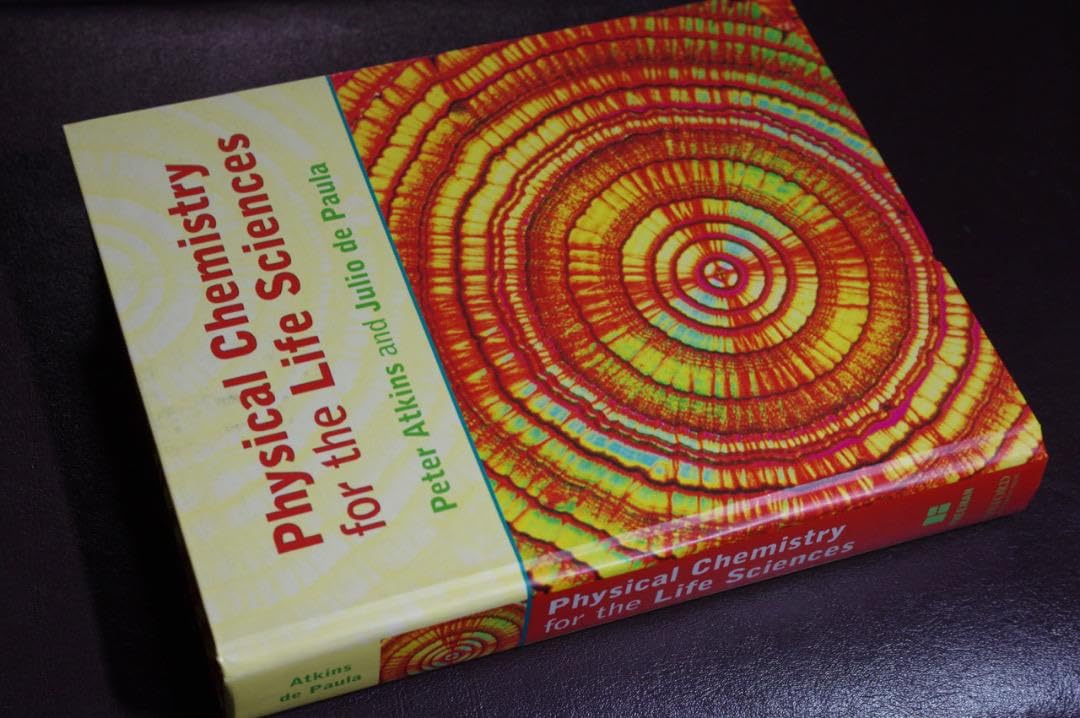 Physical Chemistry
for the Life Sciences
Peter Atkins and Julio de Paula
Atkins
de Paula
Physical Chemistry
for the Life Sciences